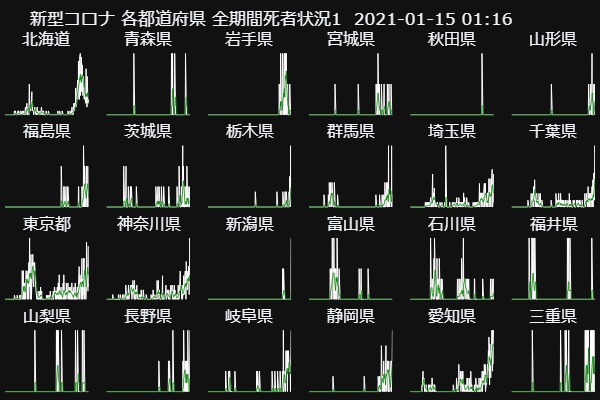 新型コロナ 各都道府県 全期間死者状況1 2021-01-15 01:16
北海道 青森県 岩手県 宮城県 秋田県 山形県
福島県 茨城県 栃木県 群馬県 埼玉県 千葉県
東京都 神奈川県 新潟県 富山県 石川県 福井県
山梨県 長野県 岐阜県 静岡県 愛知県 三重県